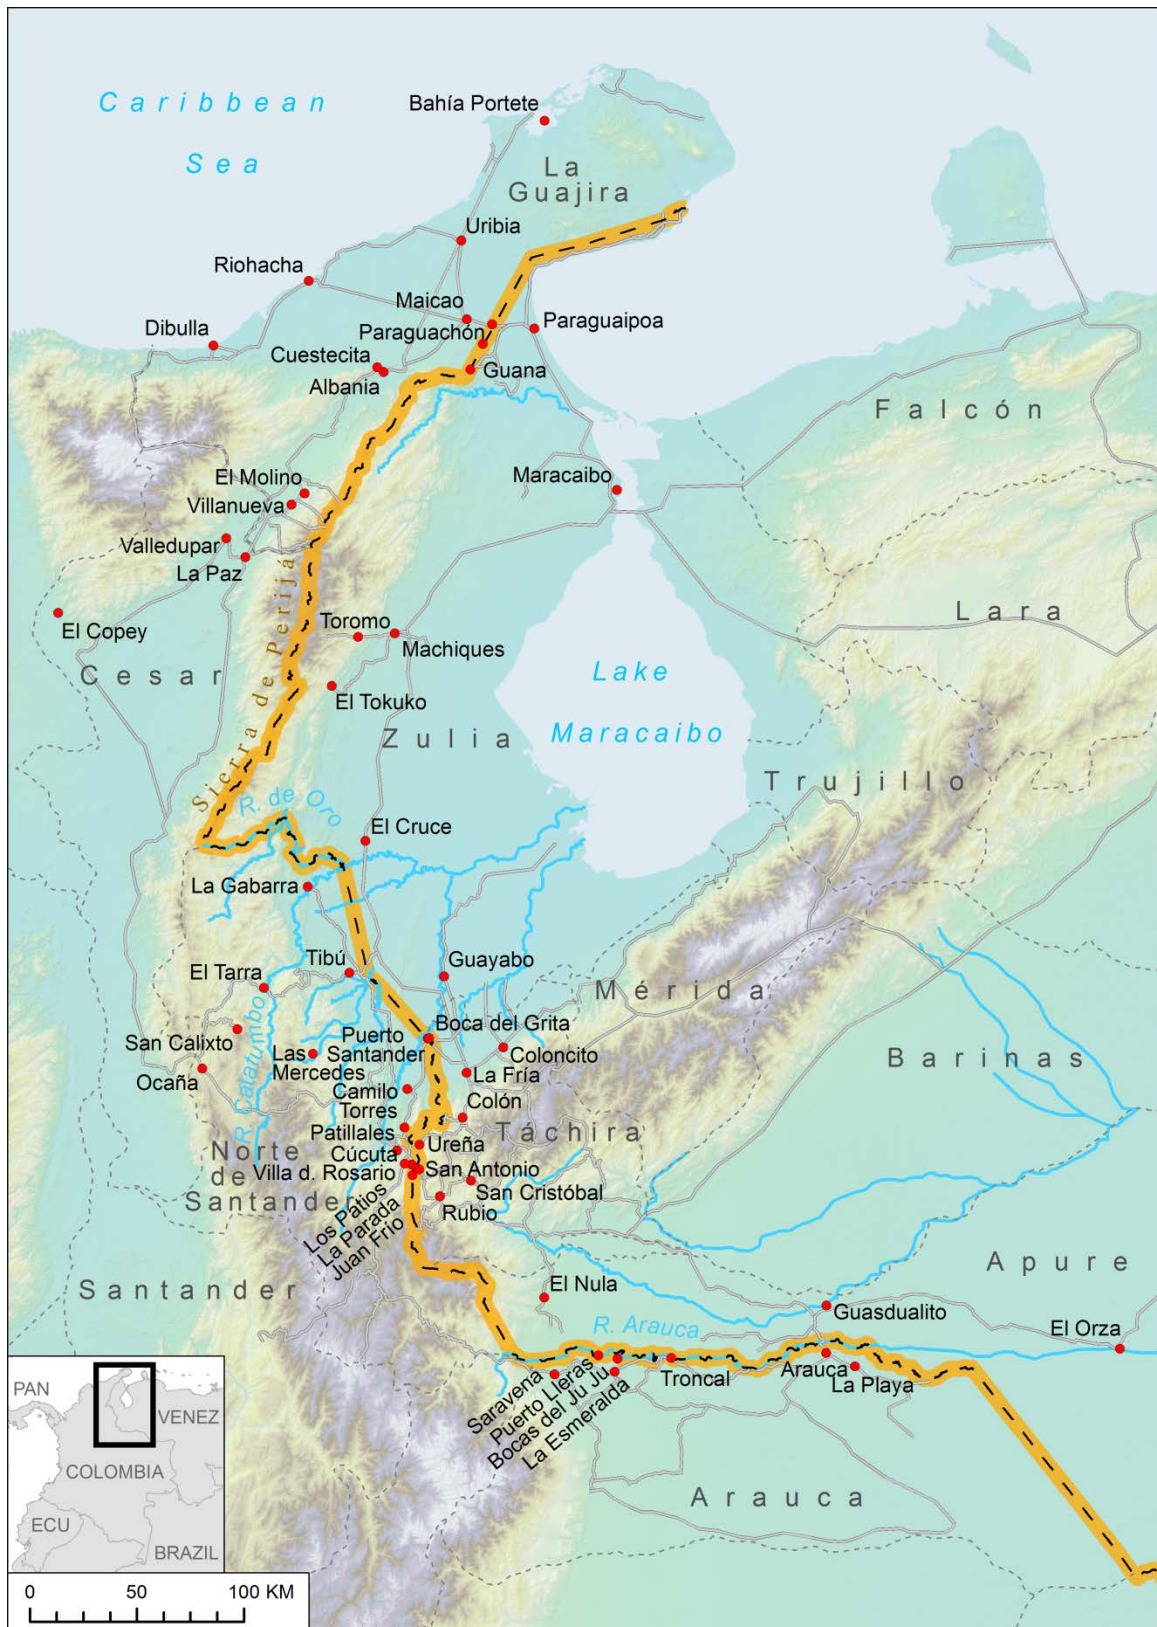 Caribbean
Sea
Bahía Portete
La
Guajira
Uribia
Riohacha
Maicao
Dibulla
Paraguachón
Paraguaipoa
Cuestecita
Albania
Guana
Falcón
El Molino
Maracaibo
Villanueva
Valledupar
La Paz
Sierra de Perijá
El Copey
Toromo
Machiques
Lara
Cesar
Lake
Maracaibo
El Tokuko
Zulia
Trujillo
R. de Oro
El Cruce
La Gabarra
Tibú
Guayabo
El Tarra
Mérida
R. Catatumbo
San Calixto
Puerto
Santander
Boca del Grita
Las
Mercedes
Coloncito
Barinas
Ocaña
La Fría
Camilo
Torres
Colón
Patillales
Táchira
Ureña
Norte
de
Santander
Cúcuta
San Antonio
Villa d. Rosario
San Cristóbal
Rubio
Los Patios
La Parada
Juan Frío
Apure
Santander
El Nula
Guasdualito
R. Arauca
El Orza
Troncal
Arauca
La Playa
Saravena
Puerto Lleras
Bocas del Ju Ju
La Esmeralda
Arauca
PAN
VENEZ
COLOMBIA
ECU
BRAZIL
0 50 100 KM